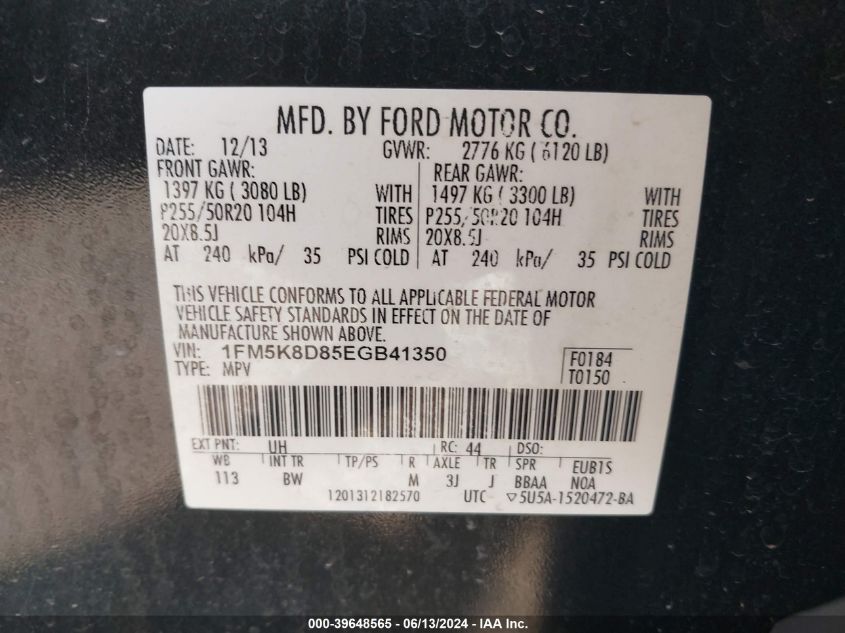 MFD. BY FORD MOTOR CO.
DATE: 12/13 GVWR: 2776 KG ( 6120 LB)
FRONT GAWR: REAR GAWR:
1397 KG ( 3080 LB) WITH 1497 KG ( 3300 LB) WITH
P255/50R20 104H TIRES P255/50R20 104H TIRES
20X8.5J RIMS 20X8.5J RIMS
AT 240 kPa/ 35 PSI COLD AT 240 kPa/ 35 PSI COLD
THIS VEHICLE CONFORMS TO ALL APPLICABLE FEDERAL MOTOR
VEHICLE SAFETY STANDARDS IN EFFECT ON THE DATE OF
MANUFACTURE SHOWN ABOVE.
VIN: 1FM5K8D85EGB41350 F0184
TYPE: MPV T0150
EXT PNT: UH RC: 44 DSO:
WB INT TR TP/PS R AXLE TR SPR EUB1S
113 BW M 3J J BBAA NOA
1201312182570 UTC ▽5U5A-1520472-BA
000-39648565 - 06/13/2024 - IAA Inc.